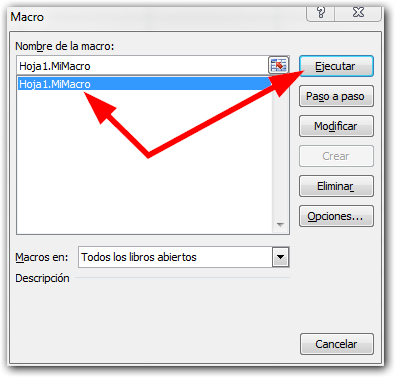 Macro
Nombre de la macro:
Hoja1.MiMacro
Hoja1.MiMacro
Ejecutar
Paso a paso
Modificar
Crear
Eliminar
Opciones...
Macros en:
Todos los libros abiertos
Descripción
Cancelar